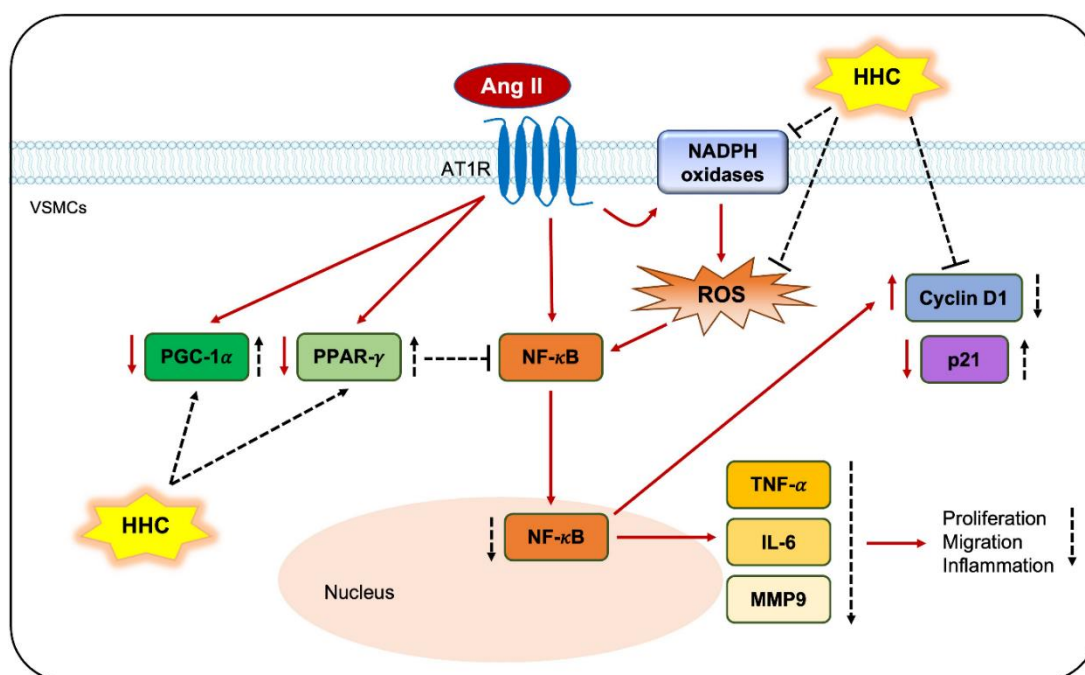 HHC
Ang II
NADPH
oxidases
AT1R
VSMCs
ROS
Cyclin D1
PGC-1α
PPAR-γ
NF-κB
p21
HHC
TNF-α
NF-κB
IL-6
MMP9
Proliferation
Migration
Inflammation
Nucleus